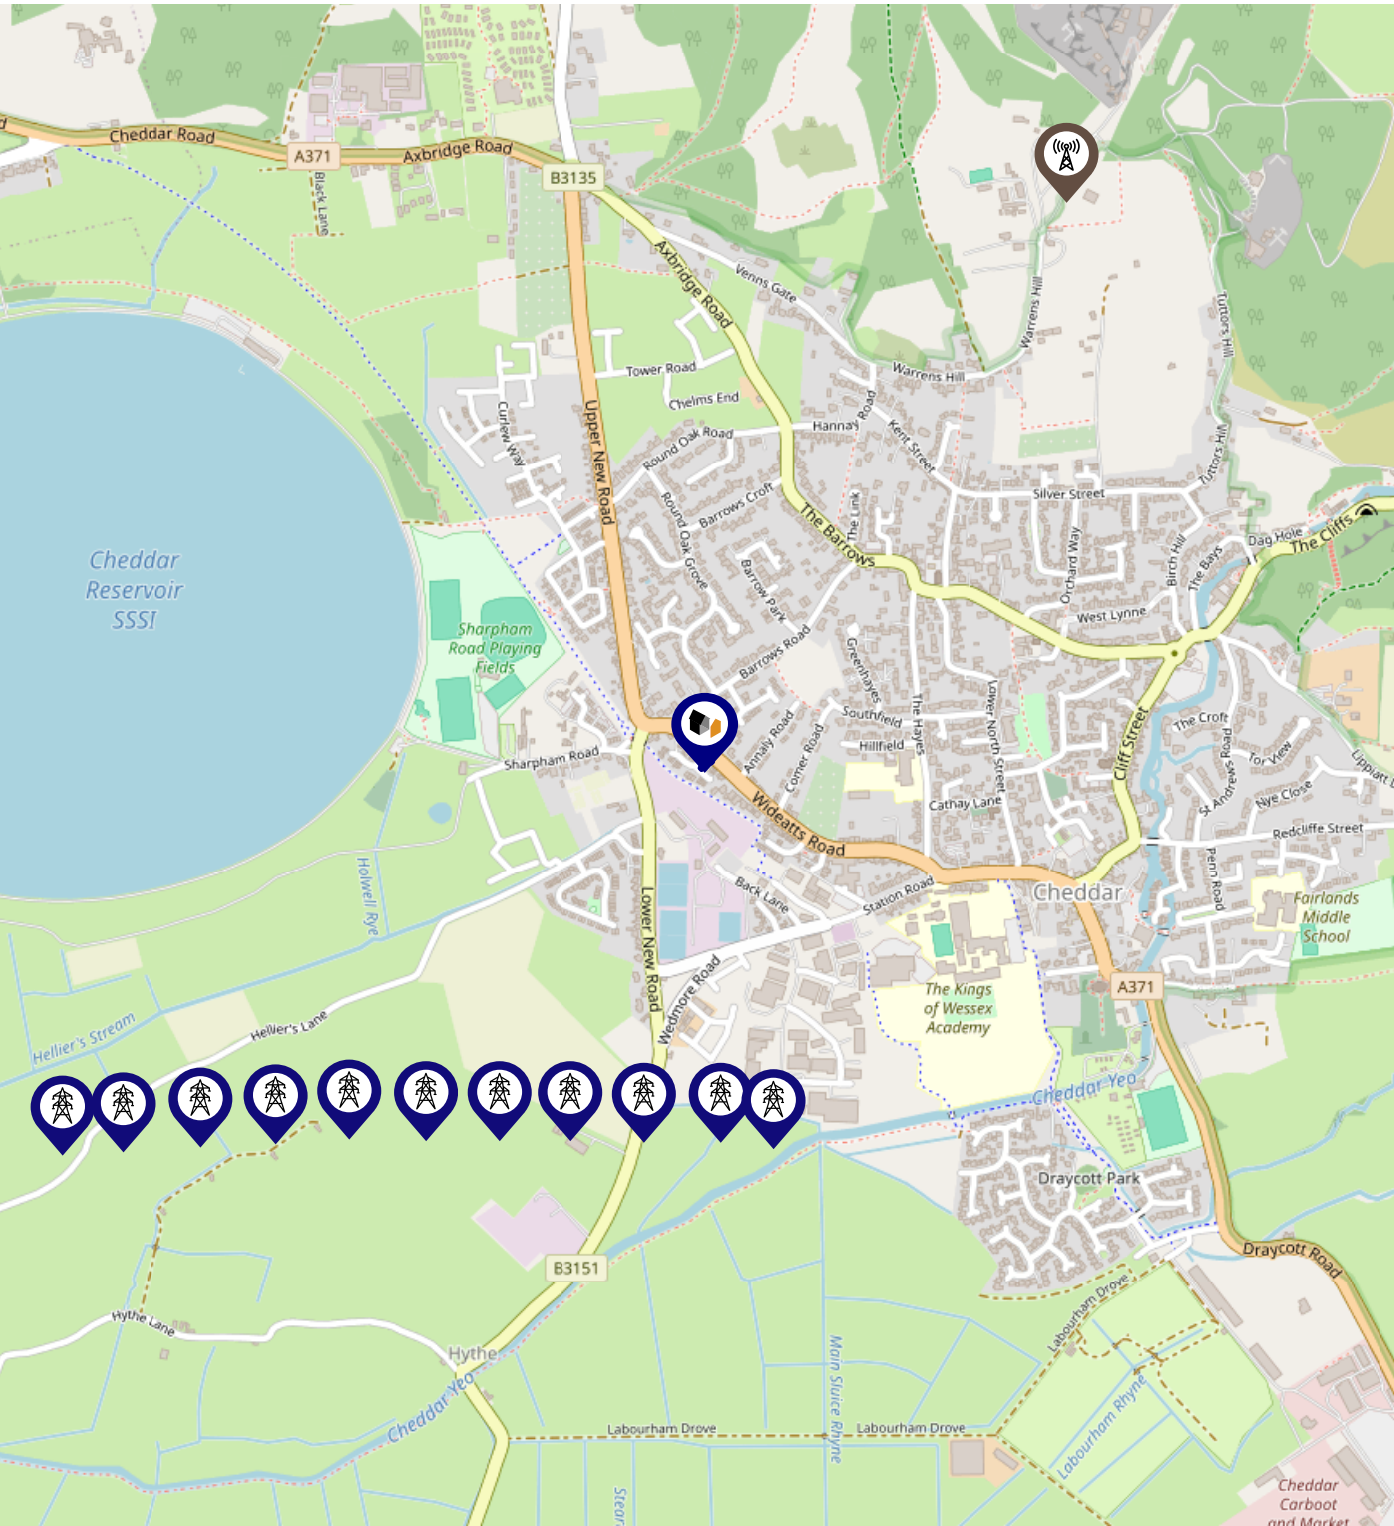 Cheddar Road
A371
Axbridge Road
B3135
Black Lane
Axbridge Road
Venns Gate
Warrens Hill
Tuttors Hill
Tower Road
Chelms End
Warrens Hill
Upper New Road
Curlew Way
Round Oak Road
Hannay Road
Kent Street
Tuttors Hill
Silver Street
Barrows Croft
Round Oak Grove
The Link
The Barrows
Orchard Way
Birch Hill
The Bays
Dag Hole
The Cliffs
Cheddar
Reservoir
SSSI
Barrow Park
West Lynne
Sharpham
Road Playing
Fields
Barrows Road
Greenhayes
Southfield
The Hayes
Lower North Street
Cliff Street
The Croft
St Andrews Road
Tor View
Lippiatt L
Sharpham Road
Annaly Road
Corner Road
Hillfield
Cathay Lane
Nye Close
Redcliffe Street
Wideatts Road
Holwell Rye
Lower New Road
Back Lane
Station Road
Cheddar
Penn Road
Fairlands
Middle
School
Wedmore Road
The Kings
of Wessex
Academy
A371
Hellier's Stream
Hellier's Lane
Cheddar Yeo
Draycott Park
Draycott Road
B3151
Labourham Drove
Hythe Lane
Hythe
Cheddar Yeo
Main Sluice Rhyne
Labourham Rhyne
Labourham Drove
Labourham Drove
Cheddar
Carboot
and Market